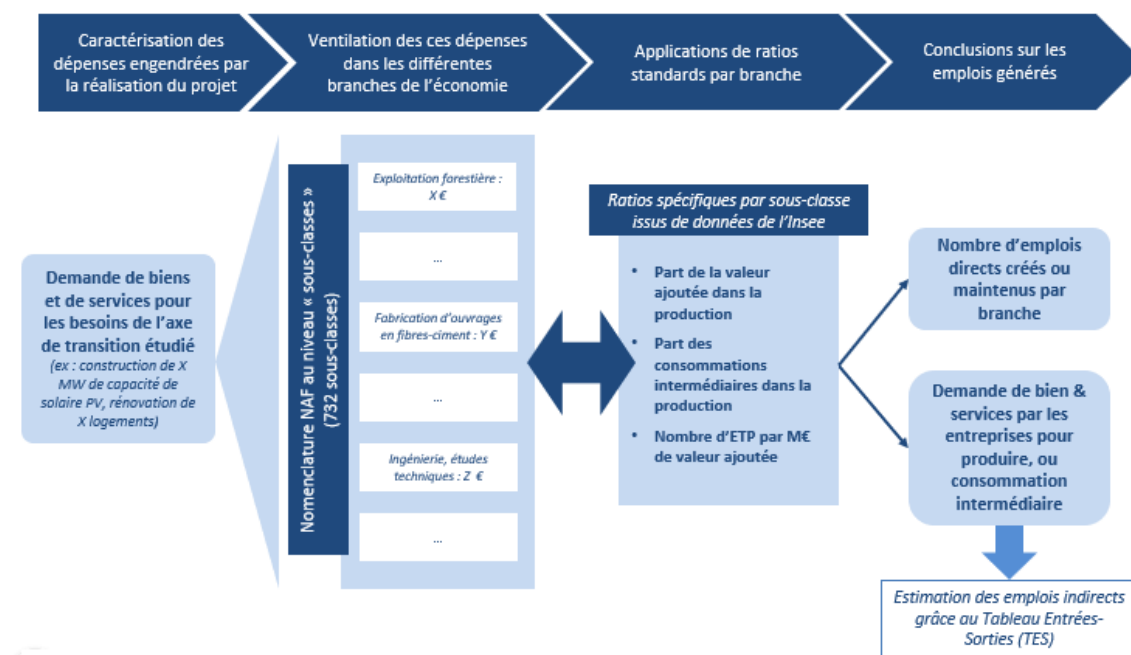 Caractérisation des
dépenses engendrées par
la réalisation du projet
Ventilation des ces dépenses
dans les différentes
branches de l'économie
Applications de ratios
standards par branche
Conclusions sur les
emplois générés
Demande de biens
et de services pour
les besoins de l'axe
de transition étudié
(ex : construction de X
MW de capacité de
solaire PV, rénovation de
X logements)
Nomenclature NAF au niveau « sous-classes »
(732 sous-classes)
Exploitation forestière :
X €
...
Fabrication d'ouvrages
en fibres-ciment : Y €
...
Ingénierie, études
techniques : Z €
...
Ratios spécifiques par sous-classe
issus de données de l'Insee
• Part de la valeur
ajoutée dans la
production
• Part des
consommations
intermédiaires dans la
production
• Nombre d'ETP par M€
de valeur ajoutée
Nombre d'emplois
directs créés ou
maintenus par
branche
Demande de bien &
services par les
entreprises pour
produire, ou
consommation
intermédiaire
Estimation des emplois indirects
grâce au Tableau Entrées-
Sorties (TES)